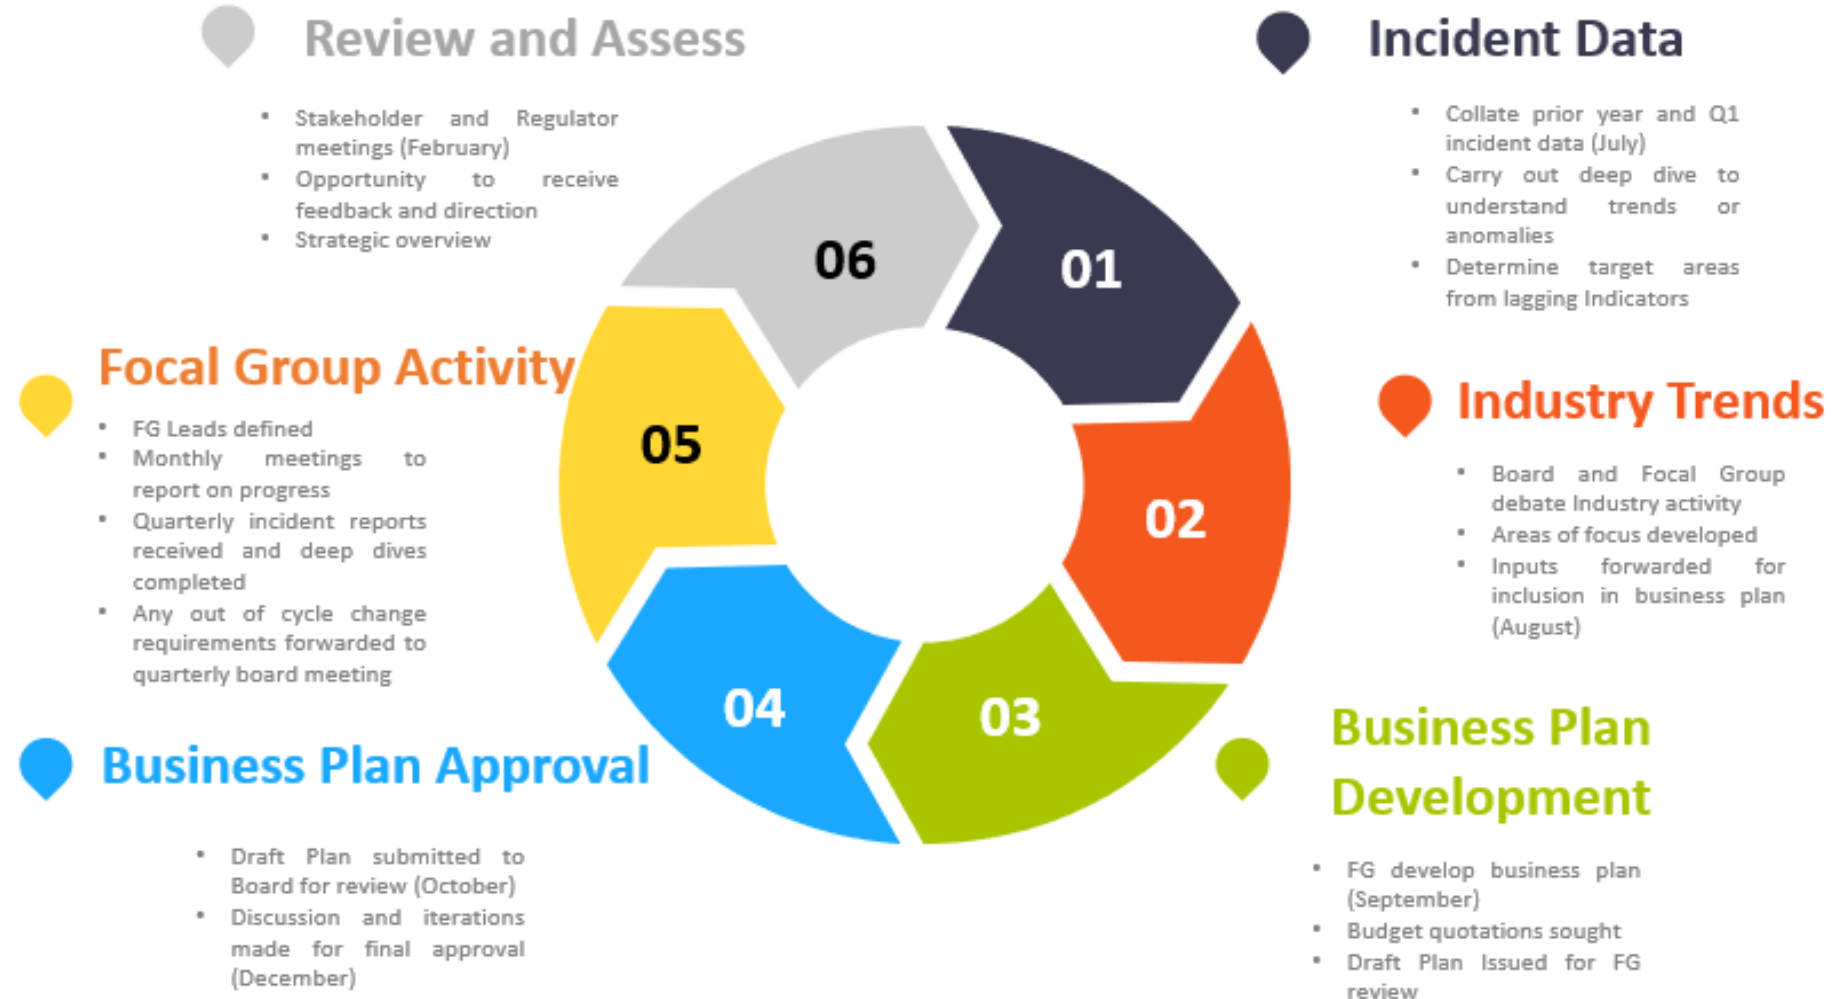 Review and Assess
• Stakeholder and Regulator
meetings (February)
• Opportunity to receive
feedback and direction
• Strategic overview
Incident Data
• Collate prior year and Q1
incident data (July)
• Carry out deep dive to
understand trends or
anomalies
• Determine target areas
from lagging Indicators
06
01
Focal Group Activity
• FG Leads defined
• Monthly meetings to
report on progress
• Quarterly incident reports
received and deep dives
completed
• Any out of cycle change
requirements forwarded to
quarterly board meeting
05
02
Industry Trends
• Board and Focal Group
debate Industry activity
• Areas of focus developed
• Inputs forwarded for
inclusion in business plan
(August)
04
03
Business Plan Approval
• Draft Plan submitted to
Board for review (October)
• Discussion and iterations
made for final approval
(December)
Business Plan
Development
• FG develop business plan
(September)
• Budget quotations sought
• Draft Plan Issued for FG
review